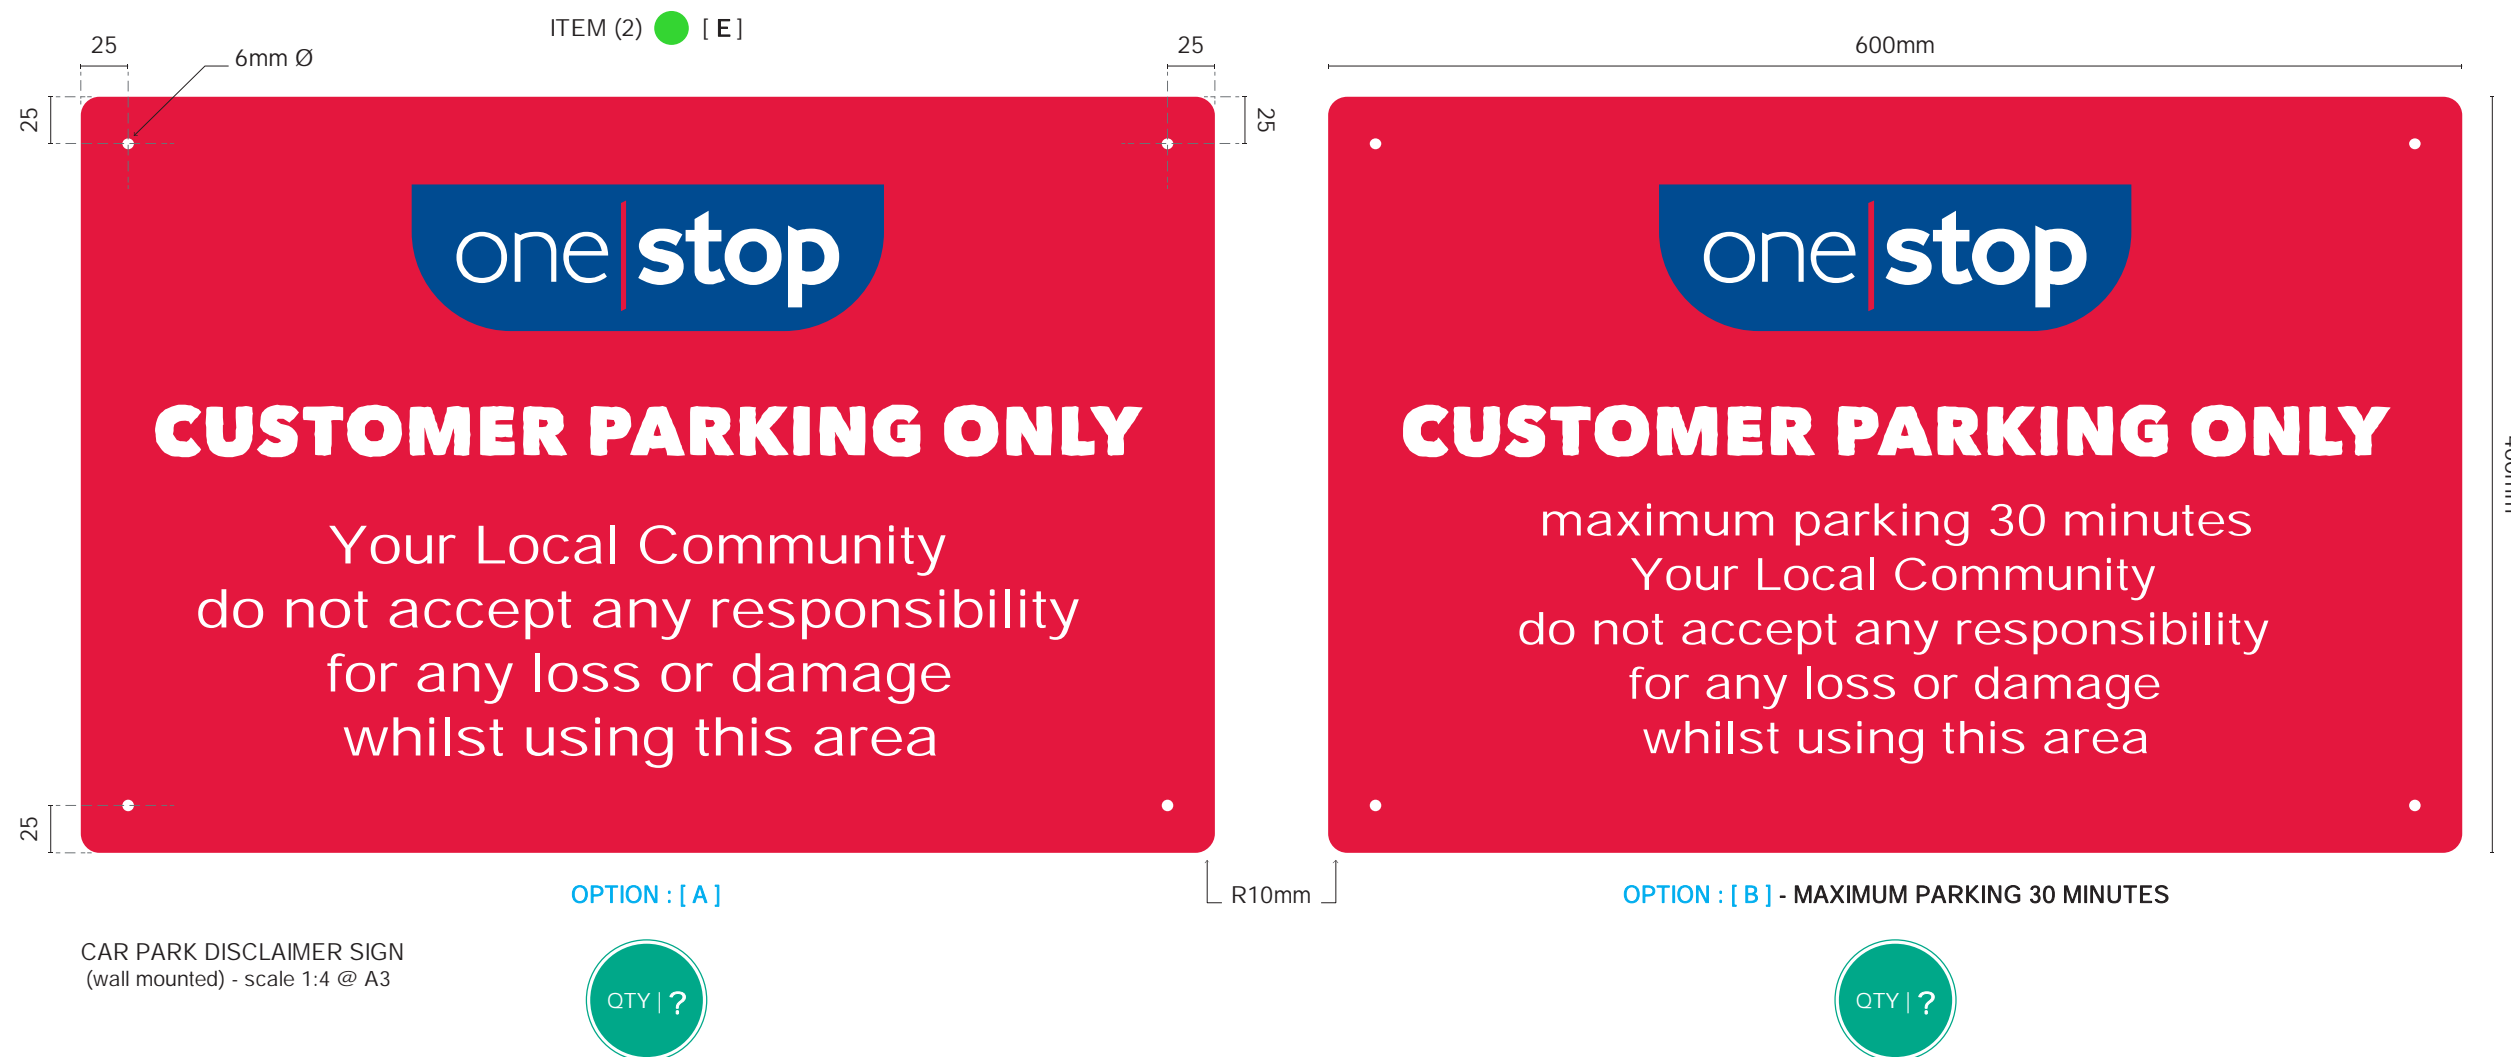 ITEM (2) [ E ]
25
6mm Ø
25
25
25
600mm
one|stop
CUSTOMER PARKING ONLY
Your Local Community
do not accept any responsibility
for any loss or damage
whilst using this area
25
one|stop
CUSTOMER PARKING ONLY
maximum parking 30 minutes
Your Local Community
do not accept any responsibility
for any loss or damage
whilst using this area
OPTION : [ A ]
R10mm
OPTION : [ B ] - MAXIMUM PARKING 30 MINUTES
CAR PARK DISCLAIMER SIGN
(wall mounted) - scale 1:4 @ A3
QTY | ?
QTY | ?